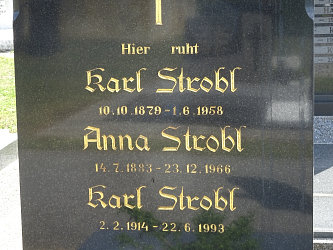 Hier ruht
Karl Strobl
10.10.1879 - 1.6.1958
Anna Strobl
14.7.1883 - 23.12.1966
Karl Strobl
2.2.1914 - 22.6.1993